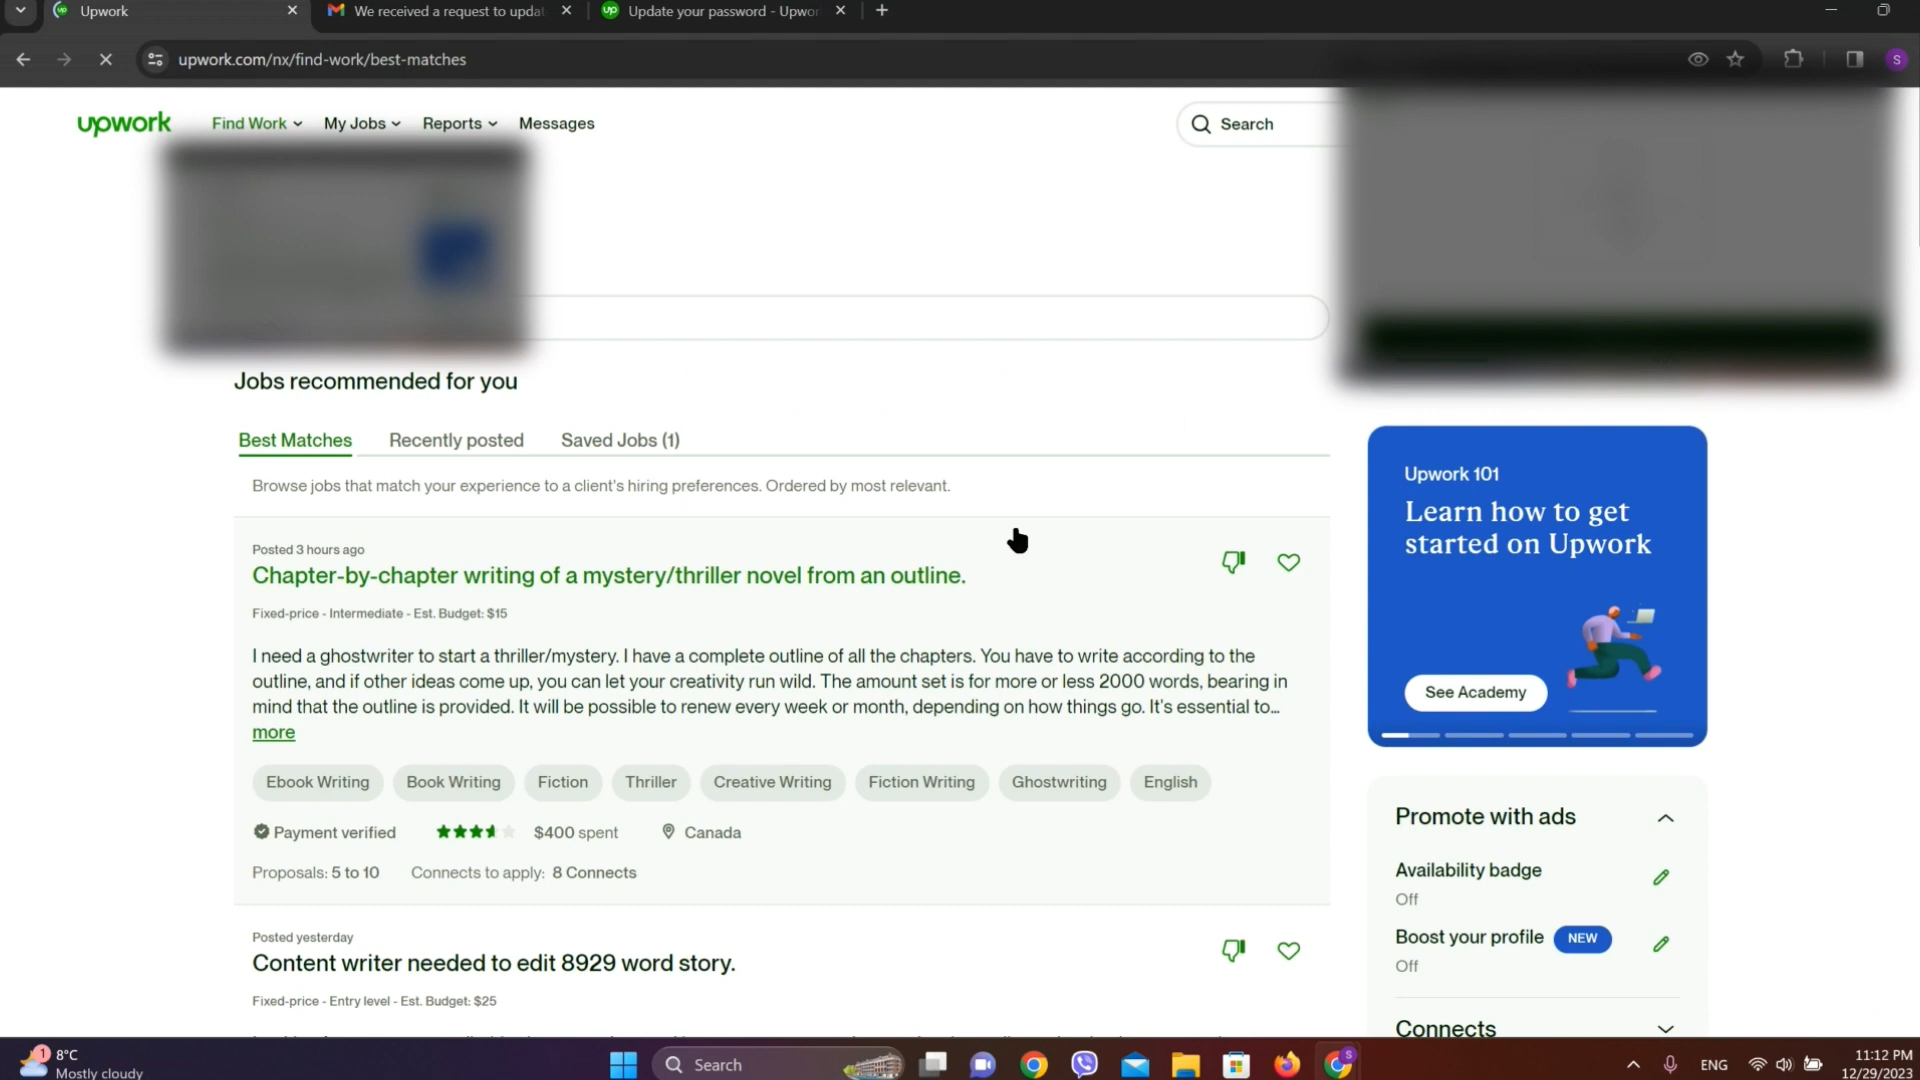 Upwork
We received a request to updat
Update your password - Upwor
upwork.com/nx/find-work/best-matches
S
upwork
Find Work
My Jobs
Reports
Messages
Search
Jobs recommended for you
Best Matches
Recently posted
Saved Jobs (1)
Browse jobs that match your experience to a client's hiring preferences. Ordered by most relevant.
Posted 3 hours ago
Chapter-by-chapter writing of a mystery/thriller novel from an outline.
Fixed-price - Intermediate - Est. Budget: $15
I need a ghostwriter to start a thriller/mystery. I have a complete outline of all the chapters. You have to write according to the
outline, and if other ideas come up, you can let your creativity run wild. The amount set is for more or less 2000 words, bearing in
mind that the outline is provided. It will be possible to renew every week or month, depending on how things go. It's essential to...
more
Ebook Writing
Book Writing
Fiction
Thriller
Creative Writing
Fiction Writing
Ghostwriting
English
Payment verified
$400 spent
Canada
Proposals: 5 to 10
Connects to apply: 8 Connects
Posted yesterday
Content writer needed to edit 8929 word story.
Fixed-price - Entry level - Est. Budget: $25
Upwork 101
Learn how to get
started on Upwork
See Academy
Promote with ads
Availability badge
Off
Boost your profile NEW
Off
Connects
1
8°C
Mostly cloudy
Search
S
ENG
11:12 PM
12/29/2023